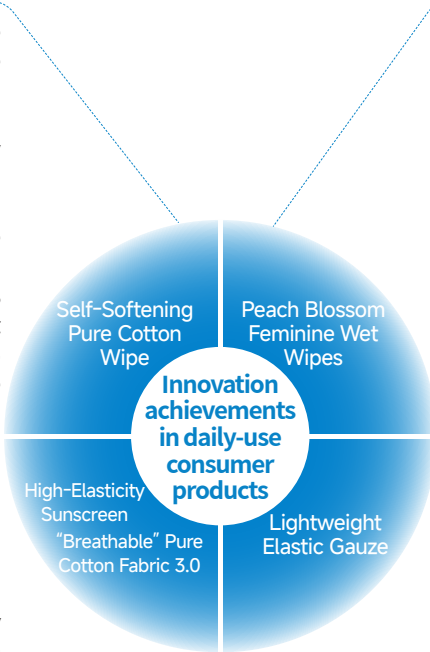 Self-Softening
Pure Cotton
Wipe
Peach Blossom
Feminine Wet
Wipes
Innovation
achievements
in daily-use
consumer
products
High-Elasticity
Sunscreen
“Breathable” Pure
Cotton Fabric 3.0
Lightweight
Elastic Gauze